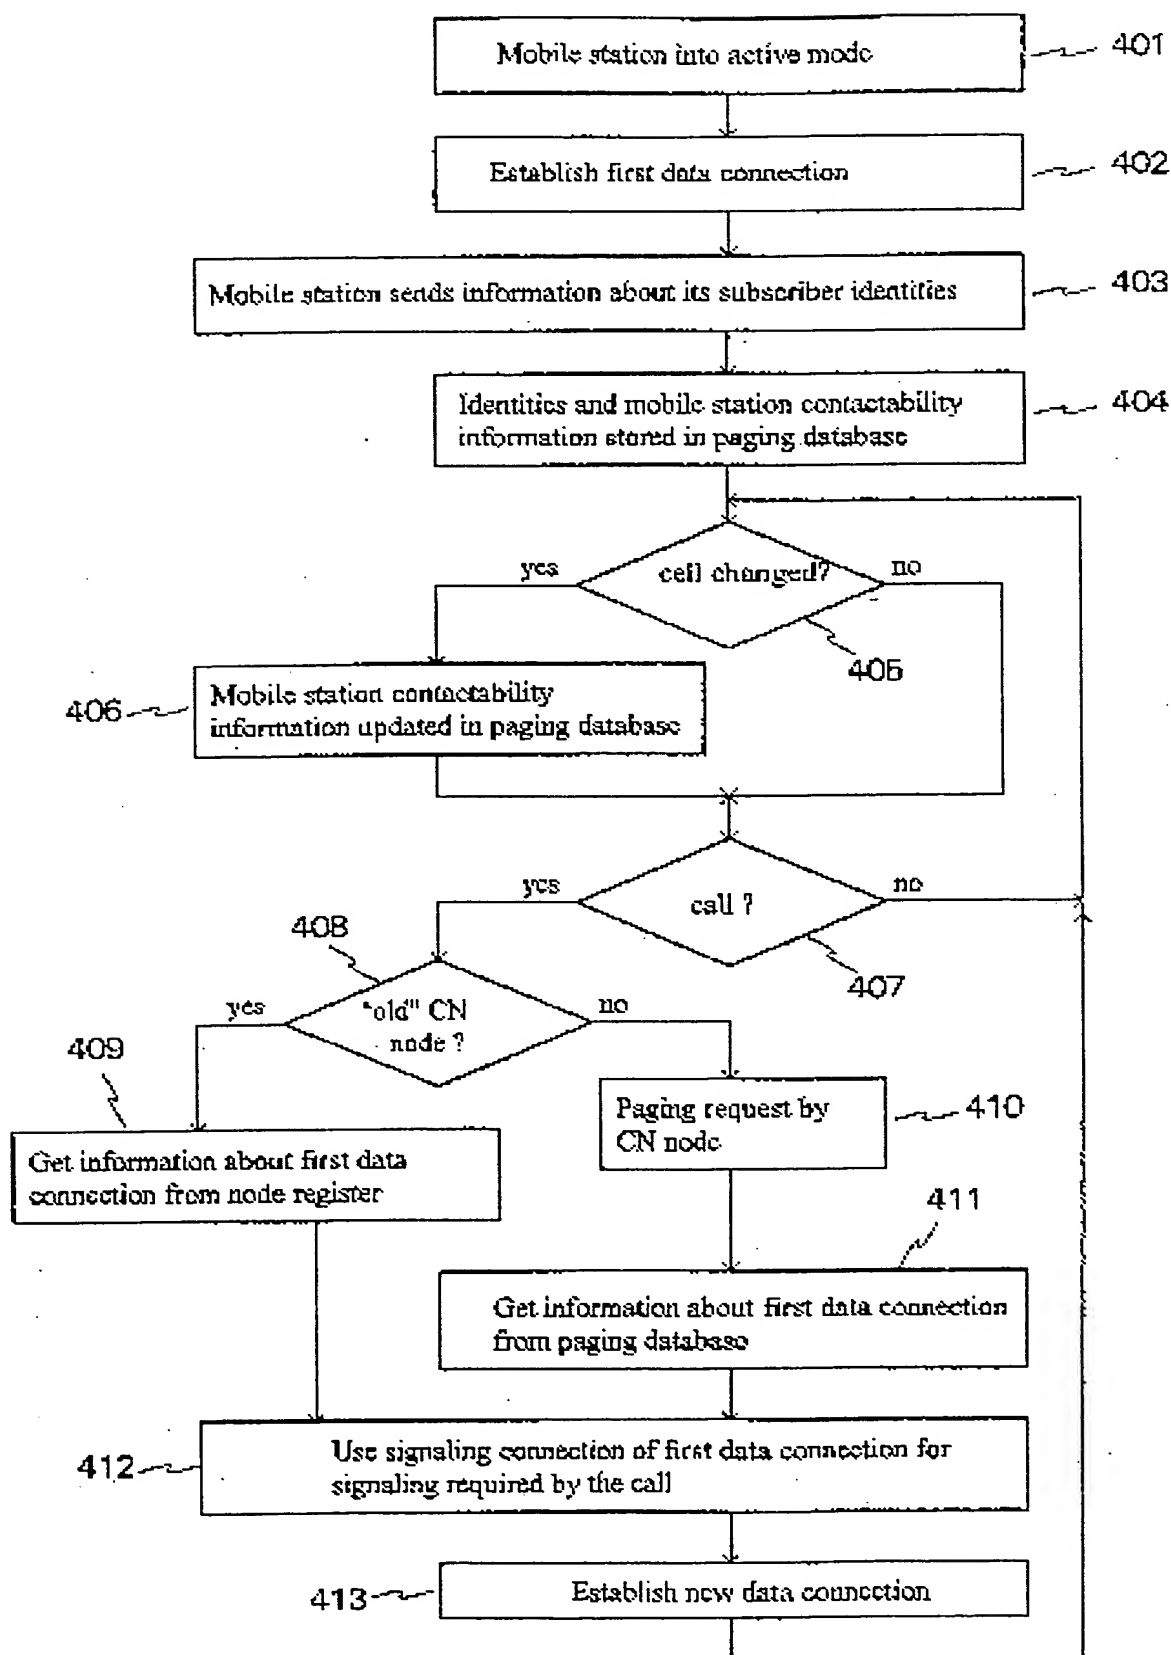 Mobile station into active mode
401
Establish first data connection
402
Mobile station sends information about its subscriber identities
403
Identities and mobile station contactability
information stored in paging database
404
yes
cell changed?
no
405
406
Mobile station contactability
information updated in paging database
yes
call ?
no
407
408
yes
"old" CN
node ?
no
409
Paging request by
CN node
410
Get information about first data
connection from node register
411
Get information about first data connection
from paging database
412
Use signaling connection of first data connection for
signaling required by the call
413
Establish new data connection